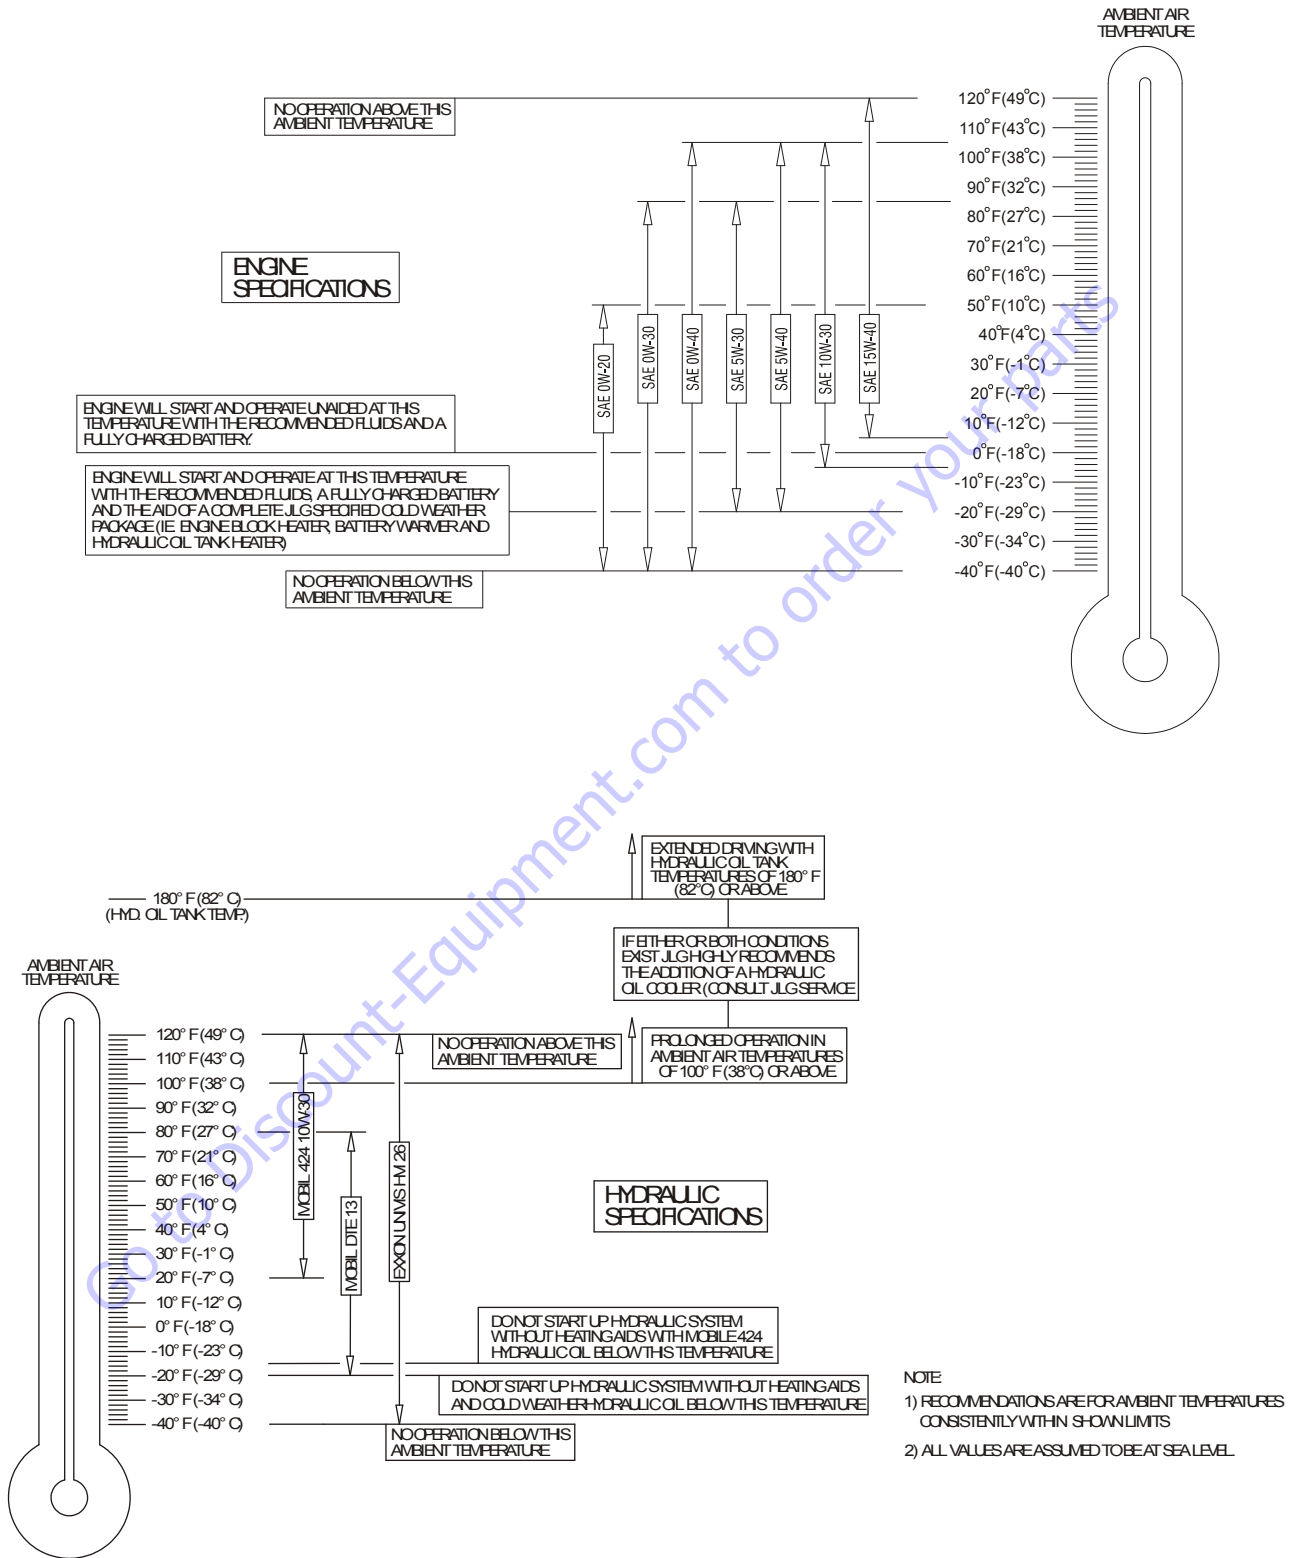 AMBIENT AIR
TEMPERATURE
NO OPERATION ABOVE THIS
AMBIENT TEMPERATURE
120°F(49°C)
110°F(43°C)
100°F(38°C)
90°F(32°C)
80°F(27°C)
70°F(21°C)
60°F(16°C)
50°F(10°C)
40°F(4°C)
30°F(-1°C)
20°F(-7°C)
10°F(-12°C)
0°F(-18°C)
-10°F(-23°C)
-20°F(-29°C)
-30°F(-34°C)
-40°F(-40°C)
ENGINE
SPECIFICATIONS
SAE 0W-20
SAE 0W-30
SAE 0W-40
SAE 5W-30
SAE 5W-40
SAE 10W-30
SAE 15W-40
ENGINE WILL START AND OPERATE UNAIDED AT THIS
TEMPERATURE WITH THE RECOMMENDED FLUIDS AND A
FULLY CHARGED BATTERY.
ENGINE WILL START AND OPERATE AT THIS TEMPERATURE
WITH THE RECOMMENDED FLUIDS, A FULLY CHARGED BATTERY
AND THE AID OF A COMPLETE JLG SPECIFIED COLD WEATHER
PACKAGE (IE. ENGINE BLOCK HEATER, BATTERY WARMER AND
HYDRAULIC OIL TANK HEATER)
NO OPERATION BELOW THIS
AMBIENT TEMPERATURE
Go to Discount-Equipment.com to order your parts
EXTENDED DRIVING WITH
HYDRAULIC OIL TANK
TEMPERATURES OF 180° F
(82°C) OR ABOVE.
180° F (82° C)
(HYD. OIL TANK TEMP.)
IF EITHER OR BOTH CONDITIONS
EXIST JLG HIGHLY RECOMMENDS
THE ADDITION OF A HYDRAULIC
OIL COOLER (CONSULT JLG SERVICE
AMBIENT AIR
TEMPERATURE
NO OPERATION ABOVE THIS
AMBIENT TEMPERATURE
PROLONGED OPERATION IN
AMBIENT AIR TEMPERATURES
OF 100° F (38°C) OR ABOVE.
120° F (49° C)
110° F (43° C)
100° F (38° C)
90° F (32° C)
80° F (27° C)
70° F (21° C)
60° F (16° C)
50° F (10° C)
40° F (4° C)
30° F (-1° C)
20° F (-7° C)
10° F (-12° C)
0° F (-18° C)
-10° F (-23° C)
-20° F (-29° C)
-30° F (-34° C)
-40° F (-40° C)
MOBIL 424 10W-30
MOBIL DTE 13
EXXON UNIVIS HVI 26
HYDRAULIC
SPECIFICATIONS
DO NOT START UP HYDRAULIC SYSTEM
WITHOUT HEATING AIDS WITH MOBILE 424
HYDRAULIC OIL BELOW THIS TEMPERATURE
DO NOT START UP HYDRAULIC SYSTEM WITHOUT HEATING AIDS
AND COLD WEATHER HYDRAULIC OIL BELOW THIS TEMPERATURE
NO OPERATION BELOW THIS
AMBIENT TEMPERATURE
NOTE:
1) RECOMMENDATIONS ARE FOR AMBIENT TEMPERATURES
CONSISTENTLY WITHIN SHOWN LIMITS
2) ALL VALUES ARE ASSUMED TO BE AT SEA LEVEL.